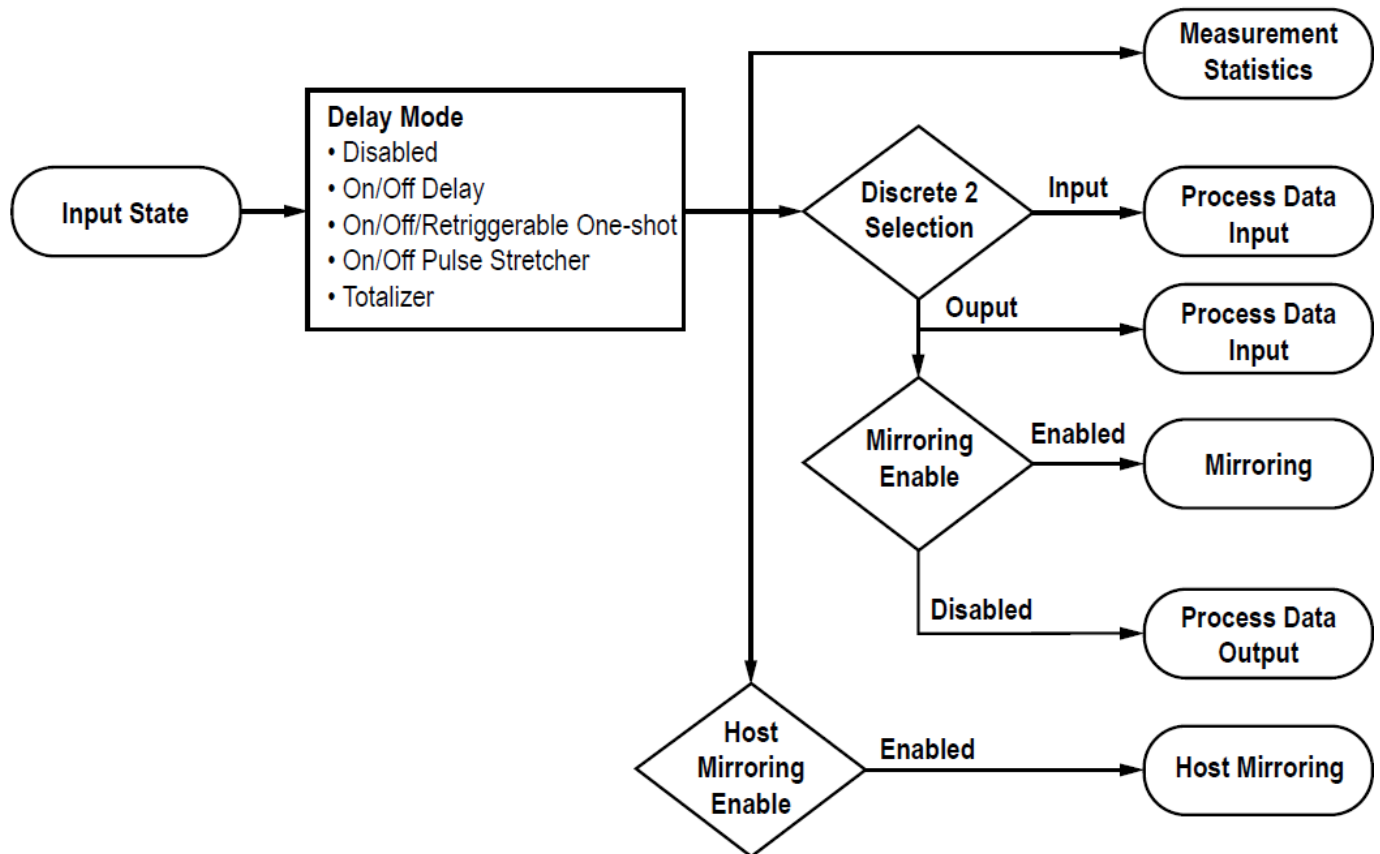 Measurement
Statistics
Delay Mode
• Disabled
• On/Off Delay
• On/Off/Retriggerable One-shot
• On/Off Pulse Stretcher
• Totalizer
Input State
Discrete 2
Selection
Input
Process Data
Input
Ouput
Process Data
Input
Mirroring
Enable
Enabled
Mirroring
Disabled
Process Data
Output
Host
Mirroring
Enable
Enabled
Host Mirroring